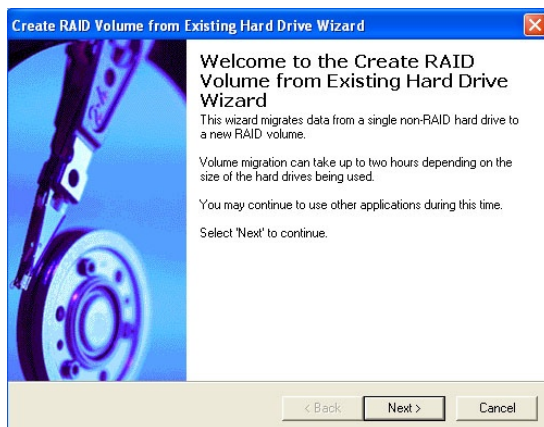 Create RAID Volume from Existing Hard Drive Wizard
Welcome to the Create RAID
Volume from Existing Hard Drive
Wizard
This wizard migrates data from a single non-RAID hard drive to
a new RAID volume.
Volume migration can take up to two hours depending on the
size of the hard drives being used.
You may continue to use other applications during this time.
Select 'Next' to continue.
< Back
Next >
Cancel